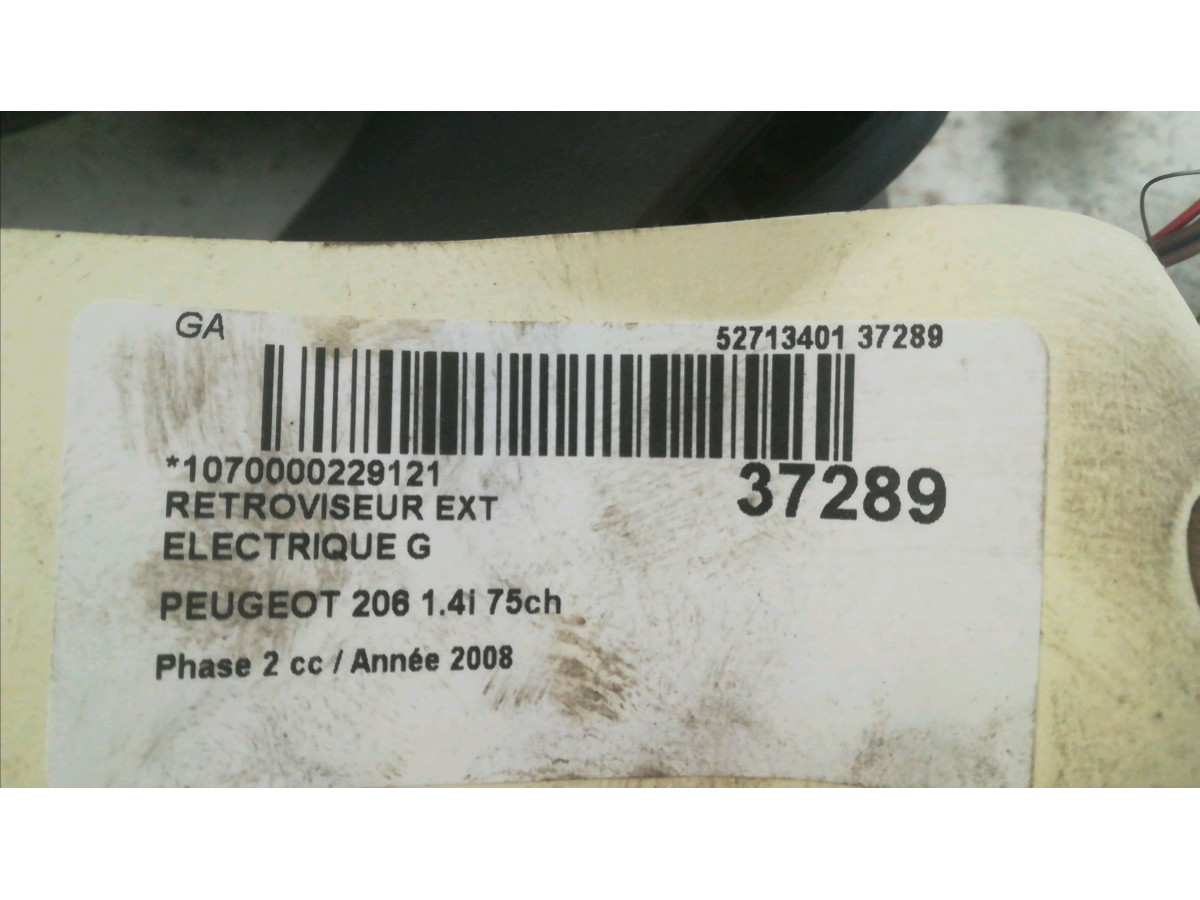 GA
52713401 37289
*1070000229121
37289
RETROVISEUR EXT
ELECTRIQUE G
PEUGEOT 206 1.4i 75ch
Phase 2 cc / Année 2008